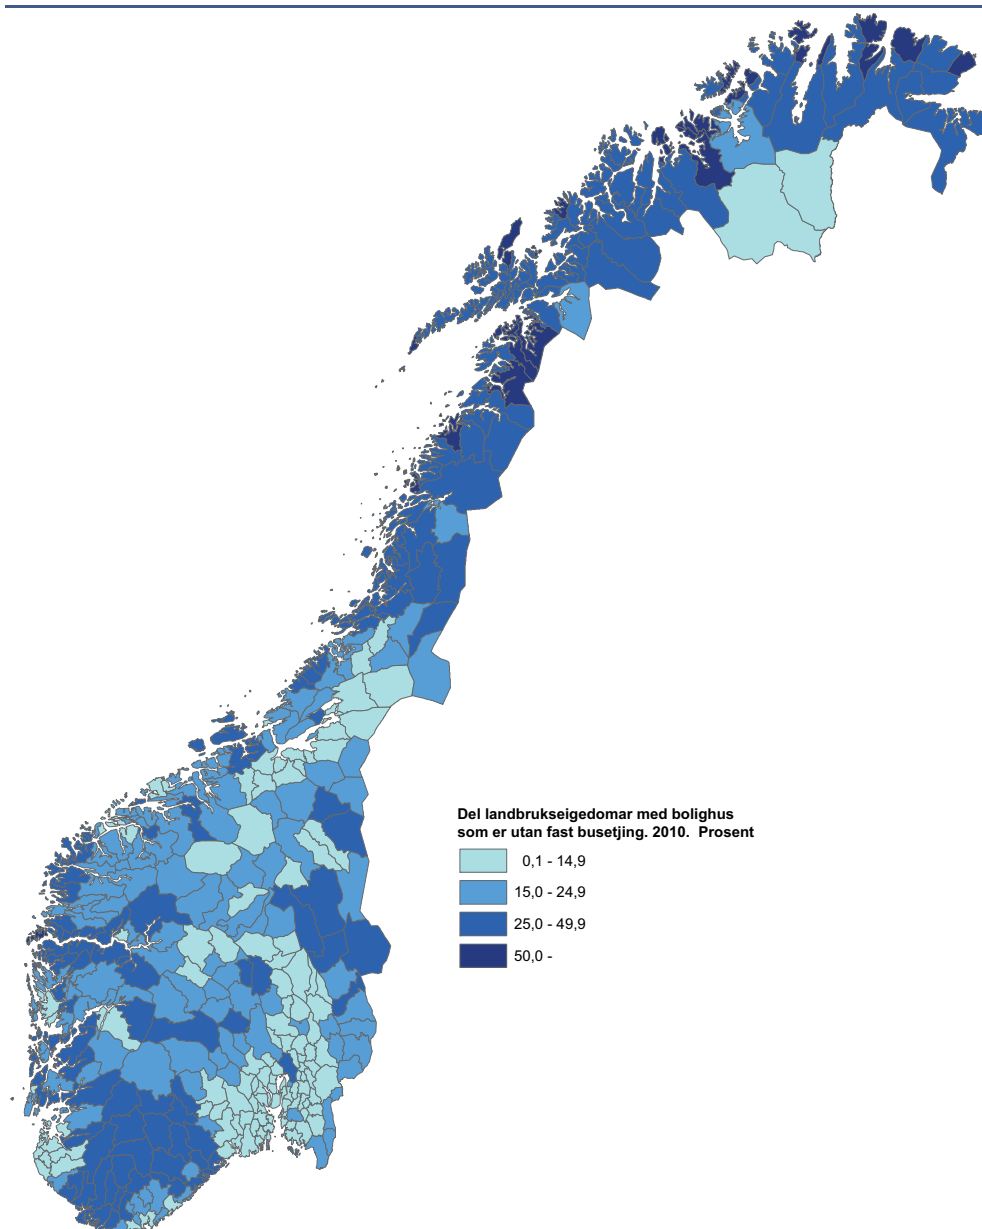 Del landbrukseigedomar med bolighus
som er utan fast busetjing. 2010. Prosent
0,1 - 14,9
15,0 - 24,9
25,0 - 49,9
50,0 -